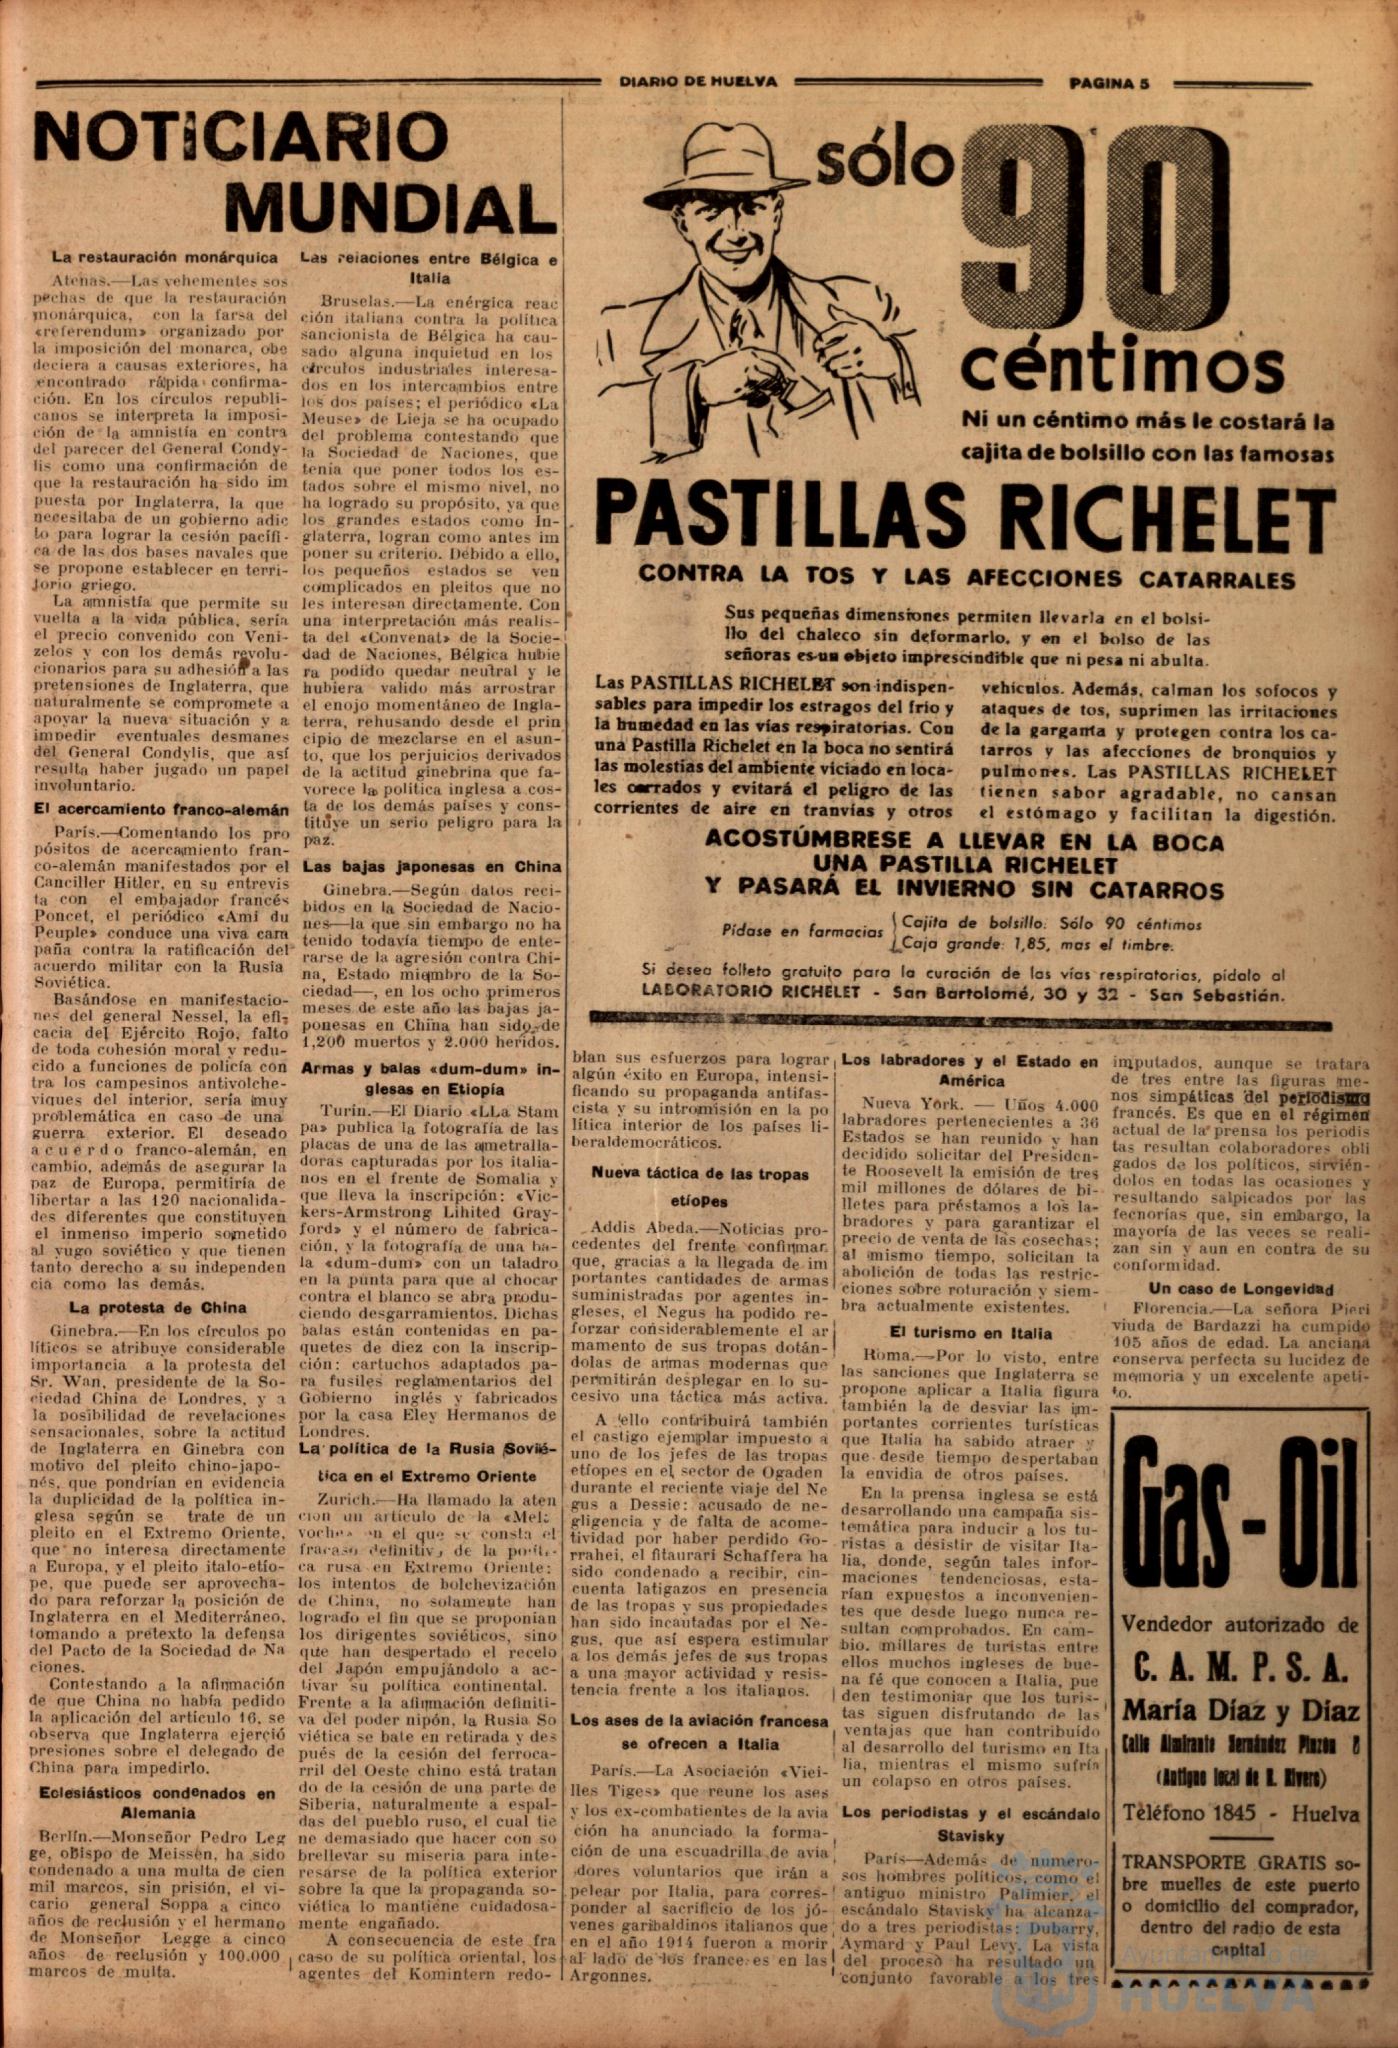 DIARIO DE HUELVA
PAGINA 5
NOTICIARIO
MUNDIAL
La restauración monárquica
Atenas.—Las vehementes sos
pechas de que la restauración
monárquica, con la farsa del
«referendum» organizado por
la imposición del monarca, obe
deciera a causas exteriores, ha
encontrado rápida confirma-
ción. En los círculos republi-
canos se interpreta la imposi-
ción de la amnistía en contra
del parecer del General Condy-
lis como una confirmación de
que la restauración ha sido im
puesta por Inglaterra, la que
necesitaba de un gobierno adic
to para lograr la cesión pacífi-
ca de las dos bases navales que
se propone establecer en terri-
torio griego.
La amnistía que permite su
vuelta a la vida pública, sería
el precio convenido con Veni-
zelos y con los demás revolu-
cionarios para su adhesión a las
pretensiones de Inglaterra, que
naturalmente se compromete a
apoyar la nueva situación y a
impedir eventuales desmanes
del General Condylis, que así
resulta haber jugado un papel
involuntario.
El acercamiento franco-alemán
París.—Comentando los pro
pósitos de acercamiento fran-
co-alemán manifestados por el
Canciller Hitler, en su entrevis
ta con el embajador francés
Poncet, el periódico «Ami du
Peuple» conduce una viva cam
paña contra la ratificación del
acuerdo militar con la Rusia
Soviética.
Basándose en manifestacio-
nes del general Nessel, la efi-
cacia del Ejército Rojo, falto
de toda cohesión moral y redu-
cido a funciones de policía con
tra los campesinos antivolche-
viques del interior, sería muy
problemática en caso de una
guerra exterior. El deseado
acuerdo franco-alemán, en
cambio, además de asegurar la
paz de Europa, permitiría de
libertar a las 120 nacionalida-
des diferentes que constituyen
el inmenso imperio sometido
al yugo soviético y que tienen
tanto derecho a su independen
cia como las demás.
La protesta de China
Ginebra.—En los círculos po
líticos se atribuye considerable
importancia a la protesta del
Sr. Wan, presidente de la So-
ciedad China de Londres, y a
la posibilidad de revelaciones
sensacionales, sobre la actitud
de Inglaterra en Ginebra con
motivo del pleito chino-japo-
nés, que pondrían en evidencia
la duplicidad de la política in-
glesa según se trate de un
pleito en el Extremo Oriente,
que no interesa directamente
a Europa, y el pleito italo-etío-
pe, que puede ser aprovecha-
do para reforzar la posición de
Inglaterra en el Mediterráneo,
tomando a pretexto la defensa
del Pacto de la Sociedad de Na
ciones.
Contestando a la afirmación
de que China no había pedido
la aplicación del artículo 16, se
observa que Inglaterra ejerció
presiones sobre el delegado de
China para impedirlo.
Eclesiásticos condenados en
Alemania
Berlín.—Monseñor Pedro Leg
ge, obispo de Meissen, ha sido
condenado a una multa de cien
mil marcos, sin prisión, el vi-
cario general Soppa a cinco
años de reclusión y el hermano
de Monseñor Legge a cinco
años de reclusión y 100.000
marcos de multa.
Las relaciones entre Bélgica e
Italia
Bruselas.—La enérgica reac
ción italiana contra la política
sancionista de Bélgica ha cau-
sado alguna inquietud en los
círculos industriales interesa-
dos en los intercambios entre
los dos países; el periódico «La
Meuse» de Lieja se ha ocupado
del problema contestando que
la Sociedad de Naciones, que
tenía que poner todos los es-
tados sobre el mismo nivel, no
ha logrado su propósito, ya que
los grandes estados como In-
glaterra, logran como antes im
poner su criterio. Debido a ello,
los pequeños estados se ven
complicados en pleitos que no
les interesan directamente. Con
una interpretación más realis-
ta del «Convenat» de la Socie-
dad de Naciones, Bélgica hubie
ra podido quedar neutral y le
hubiera valido más arrostrar
el enojo momentáneo de Ingla-
terra, rehusando desde el prin
cipio de mezclarse en el asun-
to, que los perjuicios derivados
de la actitud ginebrina que fa-
vorece la política inglesa a cos-
ta de los demás países y cons-
tituye un serio peligro para la
paz.
Las bajas japonesas en China
Ginebra.—Según datos reci-
bidos en la Sociedad de Nacio-
nes—la que sin embargo no ha
tenido todavía tiempo de ente-
rarse de la agresión contra Chi-
na, Estado miembro de la So-
ciedad—, en los ocho primeros
meses de este año las bajas ja-
ponesas en China han sido de
1.200 muertos y 2.000 heridos.
Armas y balas «dum-dum» in-
glesas en Etiopía
Turín.—El Diario «LLa Stam
pa» publica la fotografía de las
placas de una de las ametralla-
doras capturadas por los italia-
nos en el frente de Somalia y
que lleva la inscripción: «Vic-
kers-Armstrong Lihited Gray-
ford» y el número de fabrica-
ción, y la fotografía de una ba-
la «dum-dum» con un taladro
en la punta para que al chocar
contra el blanco se abra produ-
ciendo desgarramientos. Dichas
balas están contenidas en pa-
quetes de diez con la inscrip-
ción: cartuchos adaptados pa-
ra fusiles reglamentarios del
Gobierno inglés y fabricados
por la casa Eley Hermanos de
Londres.
La política de la Rusia Sovié-
tica en el Extremo Oriente
Zurich.—Ha llamado la aten
ción un artículo de la
en el que se consta el
fracaso definitivo de la políti-
ca rusa en Extremo Oriente:
los intentos de bolchevización
de China, no solamente han
logrado el fin que se proponían
los dirigentes soviéticos, sino
que han despertado el recelo
del Japón empujándolo a ac-
tivar su política continental.
Frente a la afirmación definiti-
va del poder nipón, la Rusia So
viética se bate en retirada y des
pués de la cesión del ferroca-
rril del Oeste chino está tratan
do de la cesión de una parte de
Siberia, naturalmente a espal-
das del pueblo ruso, el cual tie
ne demasiado que hacer con so
brellevar su miseria para inte-
resarse de la política exterior
sobre la que la propaganda so-
viética lo mantiene cuidadosa-
mente engañado.
A consecuencia de este fra
caso de su política oriental, los
agentes del Komintern redo-
sólo 90
céntimos
Ni un céntimo más le costará la
cajita de bolsillo con las famosas
PASTILLAS RICHELET
CONTRA LA TOS Y LAS AFECCIONES CATARRALES
Sus pequeñas dimensiones permiten llevarla en el bolsi-
llo del chaleco sin deformarlo, y en el bolso de las
señoras es un objeto imprescindible que ni pesa ni abulta.
Las PASTILLAS RICHELET son indispen-
sables para impedir los estragos del frío y
la humedad en las vías respiratorias. Con
una Pastilla Richelet en la boca no sentirá
las molestias del ambiente viciado en loca-
les cerrados y evitará el peligro de las
corrientes de aire en tranvías y otros
vehículos. Además, calman los sofocos y
ataques de tos, suprimen las irritaciones
de la garganta y protegen contra los ca-
tarros y las afecciones de bronquios y
pulmones. Las PASTILLAS RICHELET
tienen sabor agradable, no cansan
el estómago y facilitan la digestión.
ACOSTÚMBRESE A LLEVAR EN LA BOCA
UNA PASTILLA RICHELET
Y PASARÁ EL INVIERNO SIN CATARROS
Pídase en farmacias
Cajita de bolsillo: Sólo 90 céntimos
Caja grande: 1,85, mas el timbre.
Si desea folleto gratuito para la curación de las vías respiratorias, pídalo al
LABORATORIO RICHELET - San Bartolomé, 30 y 32 - San Sebastián.
blan sus esfuerzos para lograr
algún éxito en Europa, intensi-
ficando su propaganda antifas-
cista y su intromisión en la po
lítica interior de los países li-
beraldemocráticos.
Nueva táctica de las tropas
etíopes
Addis Abeda.—Noticias pro-
cedentes del frente confirmar
que, gracias a la llegada de im
portantes cantidades de armas
suministradas por agentes in-
gleses, el Negus ha podido re-
forzar considerablemente el ar
mamento de sus tropas dotán-
dolas de armas modernas que
permitirán desplegar en lo su-
cesivo una táctica más activa.
A ello contribuirá también
el castigo ejemplar impuesto a
uno de los jefes de las tropas
etíopes en el sector de Ogaden
durante el reciente viaje del Ne
gus a Dessie: acusado de ne-
gligencia y de falta de acome-
tividad por haber perdido Go-
rrahei, el fitaurari Schaffera ha
sido condenado a recibir, cin-
cuenta latigazos en presencia
de las tropas y sus propiedades
han sido incautadas por el Ne-
gus, que así espera estimular
a los demás jefes de sus tropas
a una mayor actividad y resis-
tencia frente a los italianos.
Los ases de la aviación francesa
se ofrecen a Italia
París.—La Asociación «Viei-
lles Tiges» que reune los ases
y los ex-combatientes de la avia
ción ha anunciado la forma-
ción de una escuadrilla de avia
dores voluntarios que irán a
pelear por Italia, para corres-
ponder al sacrificio de los jó-
venes garibaldinos italianos que
en el año 1914 fueron a morir
al lado de los franceses en las
Argonnes.
Los labradores y el Estado en
América
Nueva York. — Unos 4.000
labradores pertenecientes a 36
Estados se han reunido y han
decidido solicitar del Presiden-
te Roosevelt la emisión de tres
mil millones de dólares de bi-
lletes para préstamos a los la-
bradores y para garantizar el
precio de venta de las cosechas;
al mismo tiempo, solicitan la
abolición de todas las restric-
ciones sobre roturación y siem-
bra actualmente existentes.
El turismo en Italia
Roma.—Por lo visto, entre
las sanciones que Inglaterra se
propone aplicar a Italia figura
también la de desviar las im-
portantes corrientes turísticas
que Italia ha sabido atraer y
que desde tiempo despertaban
la envidia de otros países.
En la prensa inglesa se está
desarrollando una campaña sis-
temática para inducir a los tu-
ristas a desistir de visitar Ita-
lia, donde, según tales infor-
maciones tendenciosas, esta-
rían expuestos a inconvenien-
tes que desde luego nunca re-
sultan comprobados. En cam-
bio, millares de turistas entre
ellos muchos ingleses de bue-
na fé que conocen a Italia, pue
den testimoniar que los turis-
tas siguen disfrutando de las
ventajas que han contribuído
al desarrollo del turismo en Ita
lia, mientras el mismo sufría
un colapso en otros países.
Los periodistas y el escándalo
Stavisky
París—Además de numero-
sos hombres políticos, como el
antiguo ministro Palimier, el
escándalo Stavisky ha alcanza-
do a tres periodistas: Dubarry,
Aymard y Paul Levy. La vista
del proceso ha resultado un
conjunto favorable a los tres
imputados, aunque se tratara
de tres entre las figuras me-
nos simpáticas del periodismo
francés. Es que en el régimen
actual de la prensa los periodis
tas resultan colaboradores obli
gados de los políticos, sirvién-
dolos en todas las ocasiones y
resultando salpicados por las
fecnorías que, sin embargo, la
mayoría de las veces se reali-
zan sin y aun en contra de su
conformidad.
Un caso de Longevidad
Florencia.—La señora Pieri
viuda de Bardazzi ha cumpido
105 años de edad. La anciana
conserva perfecta su lucidez de
memoria y un excelente apeti-
to.
Gas-Oil
Vendedor autorizado de
C. A. M. P. S. A.
María Díaz y Díaz
Calle Almirante Hernández Pinzón 8
(Antiguo local de R. Rivero)
Teléfono 1845 - Huelva
TRANSPORTE GRATIS so-
bre muelles de este puerto
o domicilio del comprador,
dentro del radio de esta
capital
Ayuntamiento de
HUELVA